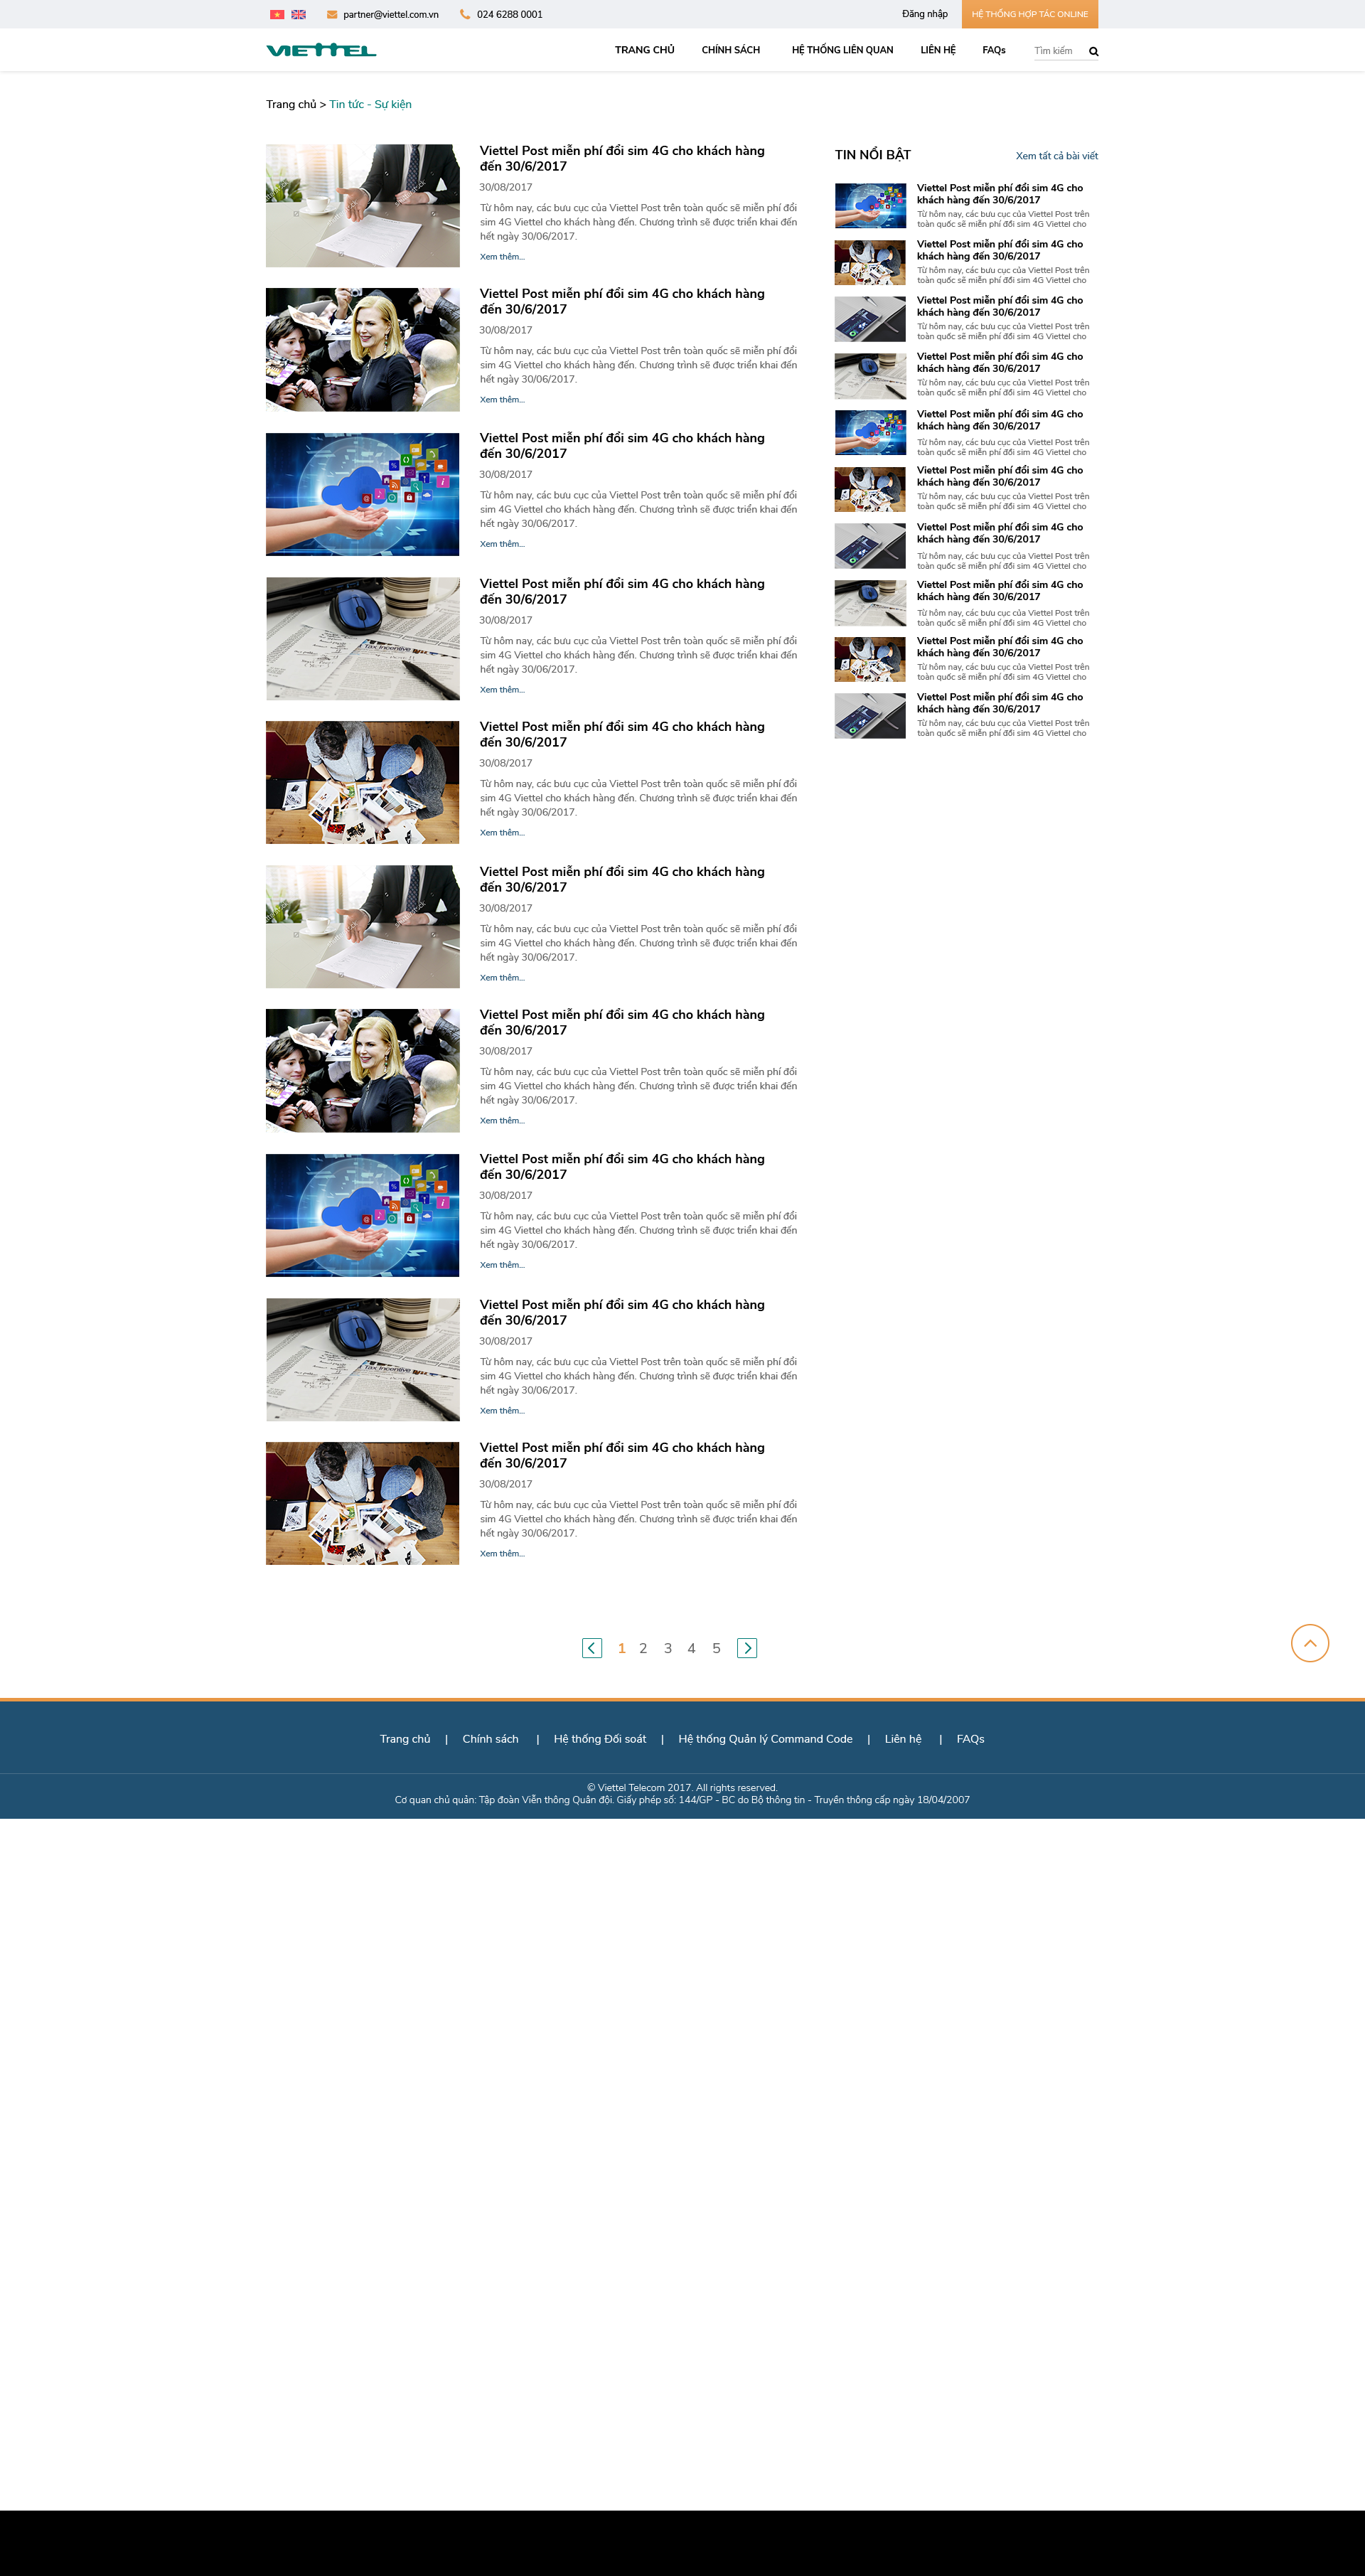 partner@viettel.com.vn
024 6288 0001
Đăng nhập
HỆ THỐNG HỢP TÁC ONLINE
VIETTEL
TRANG CHỦ
CHÍNH SÁCH
HỆ THỐNG LIÊN QUAN
LIÊN HỆ
FAQs
Tìm kiếm
Trang chủ > Tin tức - Sự kiện
Viettel Post miễn phí đổi sim 4G cho khách hàng
đến 30/6/2017
30/08/2017
Từ hôm nay, các bưu cục của Viettel Post trên toàn quốc sẽ miễn phí đổi
sim 4G Viettel cho khách hàng đến. Chương trình sẽ được triển khai đến
hết ngày 30/06/2017.
Xem thêm...
Viettel Post miễn phí đổi sim 4G cho khách hàng
đến 30/6/2017
30/08/2017
Từ hôm nay, các bưu cục của Viettel Post trên toàn quốc sẽ miễn phí đổi
sim 4G Viettel cho khách hàng đến. Chương trình sẽ được triển khai đến
hết ngày 30/06/2017.
Xem thêm...
Viettel Post miễn phí đổi sim 4G cho khách hàng
đến 30/6/2017
30/08/2017
Từ hôm nay, các bưu cục của Viettel Post trên toàn quốc sẽ miễn phí đổi
sim 4G Viettel cho khách hàng đến. Chương trình sẽ được triển khai đến
hết ngày 30/06/2017.
Xem thêm...
Tax Incentive
Viettel Post miễn phí đổi sim 4G cho khách hàng
đến 30/6/2017
30/08/2017
Từ hôm nay, các bưu cục của Viettel Post trên toàn quốc sẽ miễn phí đổi
sim 4G Viettel cho khách hàng đến. Chương trình sẽ được triển khai đến
hết ngày 30/06/2017.
Xem thêm...
Viettel Post miễn phí đổi sim 4G cho khách hàng
đến 30/6/2017
30/08/2017
Từ hôm nay, các bưu cục của Viettel Post trên toàn quốc sẽ miễn phí đổi
sim 4G Viettel cho khách hàng đến. Chương trình sẽ được triển khai đến
hết ngày 30/06/2017.
Xem thêm...
Viettel Post miễn phí đổi sim 4G cho khách hàng
đến 30/6/2017
30/08/2017
Từ hôm nay, các bưu cục của Viettel Post trên toàn quốc sẽ miễn phí đổi
sim 4G Viettel cho khách hàng đến. Chương trình sẽ được triển khai đến
hết ngày 30/06/2017.
Xem thêm...
Viettel Post miễn phí đổi sim 4G cho khách hàng
đến 30/6/2017
30/08/2017
Từ hôm nay, các bưu cục của Viettel Post trên toàn quốc sẽ miễn phí đổi
sim 4G Viettel cho khách hàng đến. Chương trình sẽ được triển khai đến
hết ngày 30/06/2017.
Xem thêm...
Viettel Post miễn phí đổi sim 4G cho khách hàng
đến 30/6/2017
30/08/2017
Từ hôm nay, các bưu cục của Viettel Post trên toàn quốc sẽ miễn phí đổi
sim 4G Viettel cho khách hàng đến. Chương trình sẽ được triển khai đến
hết ngày 30/06/2017.
Xem thêm...
Tax Incentive
Viettel Post miễn phí đổi sim 4G cho khách hàng
đến 30/6/2017
30/08/2017
Từ hôm nay, các bưu cục của Viettel Post trên toàn quốc sẽ miễn phí đổi
sim 4G Viettel cho khách hàng đến. Chương trình sẽ được triển khai đến
hết ngày 30/06/2017.
Xem thêm...
Viettel Post miễn phí đổi sim 4G cho khách hàng
đến 30/6/2017
30/08/2017
Từ hôm nay, các bưu cục của Viettel Post trên toàn quốc sẽ miễn phí đổi
sim 4G Viettel cho khách hàng đến. Chương trình sẽ được triển khai đến
hết ngày 30/06/2017.
Xem thêm...
TIN NỔI BẬT
Xem tất cả bài viết
Viettel Post miễn phí đổi sim 4G cho
khách hàng đến 30/6/2017
Từ hôm nay, các bưu cục của Viettel Post trên
toàn quốc sẽ miễn phí đổi sim 4G Viettel cho
Viettel Post miễn phí đổi sim 4G cho
khách hàng đến 30/6/2017
Từ hôm nay, các bưu cục của Viettel Post trên
toàn quốc sẽ miễn phí đổi sim 4G Viettel cho
Viettel Post miễn phí đổi sim 4G cho
khách hàng đến 30/6/2017
Từ hôm nay, các bưu cục của Viettel Post trên
toàn quốc sẽ miễn phí đổi sim 4G Viettel cho
Viettel Post miễn phí đổi sim 4G cho
khách hàng đến 30/6/2017
Từ hôm nay, các bưu cục của Viettel Post trên
toàn quốc sẽ miễn phí đổi sim 4G Viettel cho
Viettel Post miễn phí đổi sim 4G cho
khách hàng đến 30/6/2017
Từ hôm nay, các bưu cục của Viettel Post trên
toàn quốc sẽ miễn phí đổi sim 4G Viettel cho
Viettel Post miễn phí đổi sim 4G cho
khách hàng đến 30/6/2017
Từ hôm nay, các bưu cục của Viettel Post trên
toàn quốc sẽ miễn phí đổi sim 4G Viettel cho
Viettel Post miễn phí đổi sim 4G cho
khách hàng đến 30/6/2017
Từ hôm nay, các bưu cục của Viettel Post trên
toàn quốc sẽ miễn phí đổi sim 4G Viettel cho
Viettel Post miễn phí đổi sim 4G cho
khách hàng đến 30/6/2017
Từ hôm nay, các bưu cục của Viettel Post trên
toàn quốc sẽ miễn phí đổi sim 4G Viettel cho
Viettel Post miễn phí đổi sim 4G cho
khách hàng đến 30/6/2017
Từ hôm nay, các bưu cục của Viettel Post trên
toàn quốc sẽ miễn phí đổi sim 4G Viettel cho
Viettel Post miễn phí đổi sim 4G cho
khách hàng đến 30/6/2017
Từ hôm nay, các bưu cục của Viettel Post trên
toàn quốc sẽ miễn phí đổi sim 4G Viettel cho
1 2 3 4 5
Trang chủ | Chính sách | Hệ thống Đối soát | Hệ thống Quản lý Command Code | Liên hệ | FAQs
© Viettel Telecom 2017. All rights reserved.
Cơ quan chủ quản: Tập đoàn Viễn thông Quân đội. Giấy phép số: 144/GP - BC do Bộ thông tin - Truyền thông cấp ngày 18/04/2007